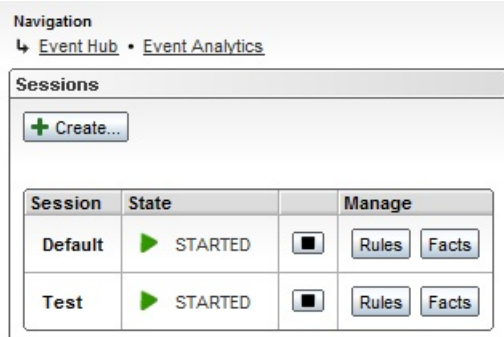 Navigation
Event Hub • Event Analytics
Sessions
Create...
Session State Manage
Default STARTED Rules Facts
Test STARTED Rules Facts